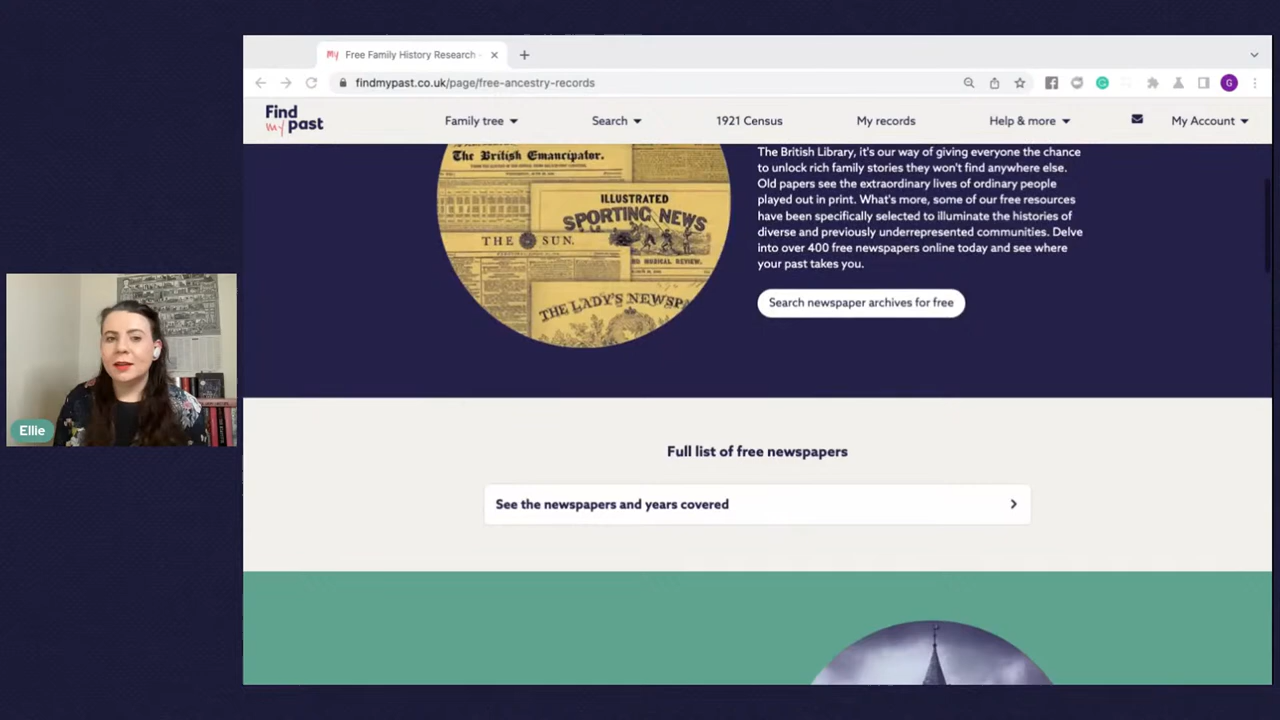 Free Family History Research -
findmypast.co.uk/page/free-ancestry-records
G
Find
my past
Family tree
Search
1921 Census
My records
Help & more
My Account
The British Emancipator.
ILLUSTRATED
SPORTING NEWS
THE SUN.
THE LADY'S NEWSPA
The British Library, it's our way of giving everyone the chance
to unlock rich family stories they won't find anywhere else.
Old papers see the extraordinary lives of ordinary people
played out in print. What's more, some of our free resources
have been specifically selected to illuminate the histories of
diverse and previously underrepresented communities. Delve
into over 400 free newspapers online today and see where
your past takes you.
Search newspaper archives for free
Ellie
Full list of free newspapers
See the newspapers and years covered